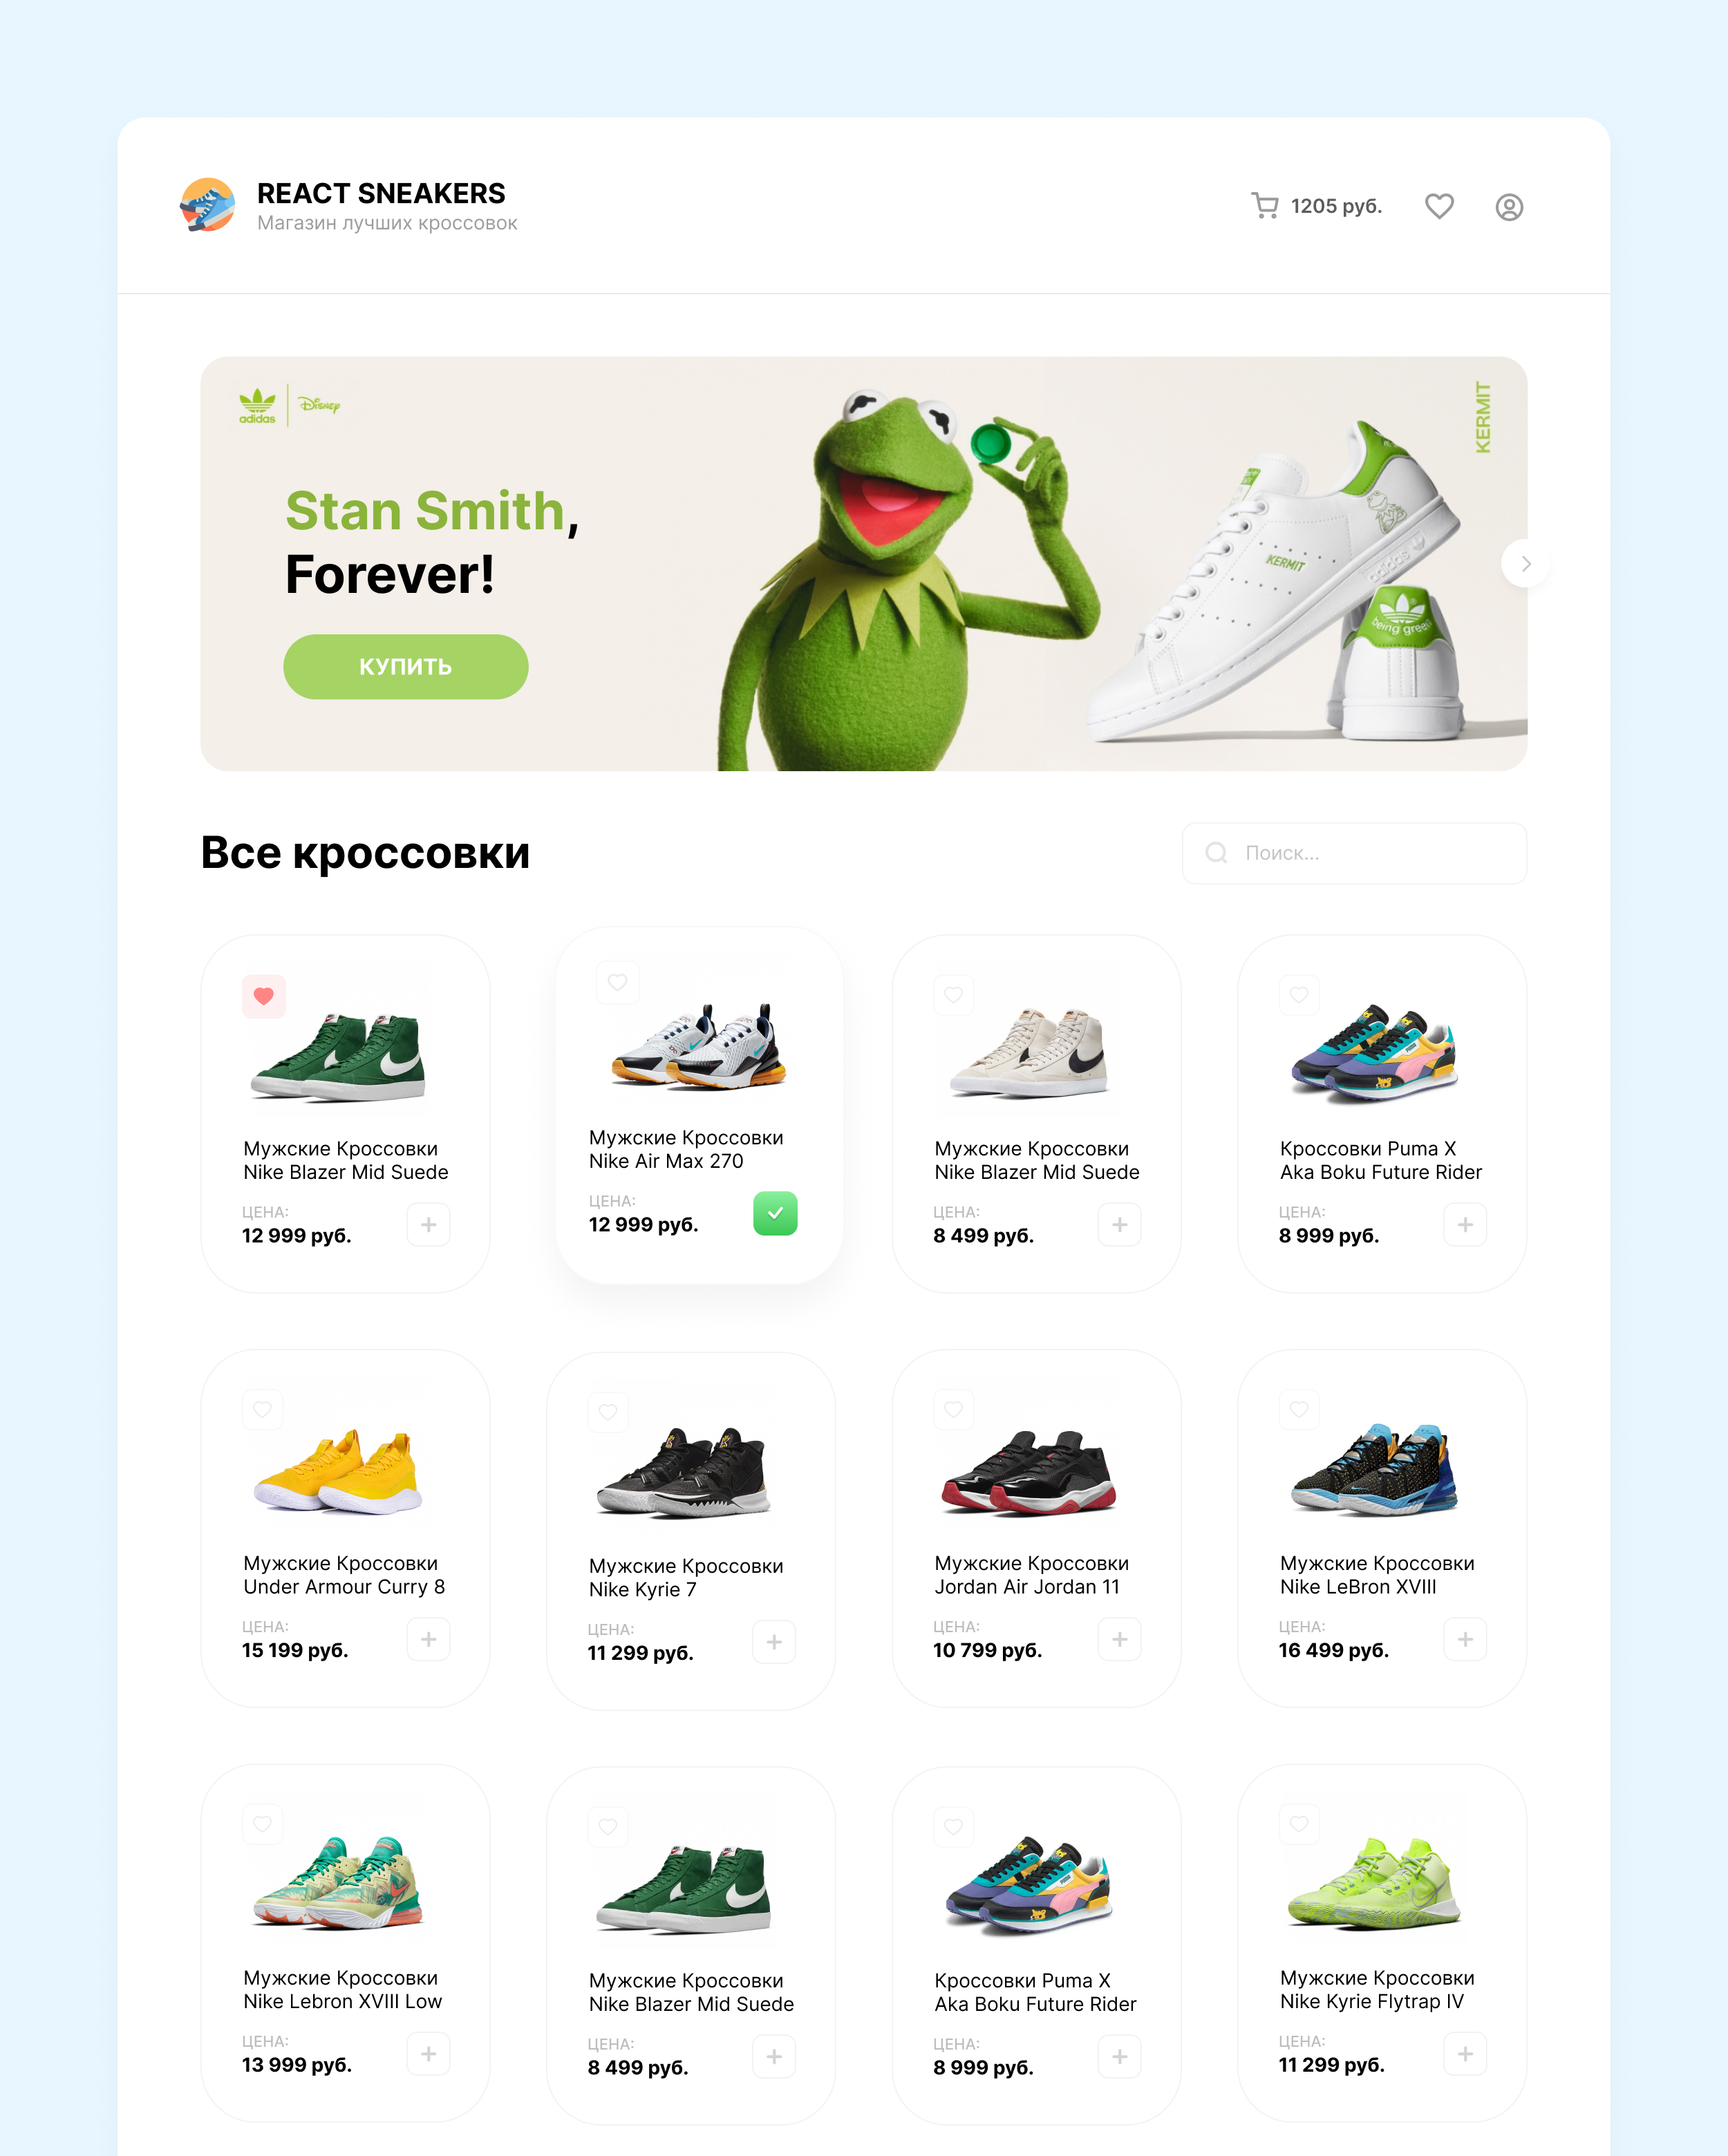 REACT SNEAKERS
Магазин лучших кроссовок
1205 руб.
adidas
Disney
KERMIT
Stan Smith,
Forever!
КУПИТЬ
KERMIT
adidas
being green
Все кроссовки
Поиск...
Мужские Кроссовки
Nike Blazer Mid Suede
ЦЕНА:
12 999 руб.
Мужские Кроссовки
Nike Air Max 270
ЦЕНА:
12 999 руб.
Мужские Кроссовки
Nike Blazer Mid Suede
ЦЕНА:
8 499 руб.
Кроссовки Puma X
Aka Boku Future Rider
ЦЕНА:
8 999 руб.
Мужские Кроссовки
Under Armour Curry 8
ЦЕНА:
15 199 руб.
Мужские Кроссовки
Nike Kyrie 7
ЦЕНА:
11 299 руб.
Мужские Кроссовки
Jordan Air Jordan 11
ЦЕНА:
10 799 руб.
Мужские Кроссовки
Nike LeBron XVIII
ЦЕНА:
16 499 руб.
Мужские Кроссовки
Nike Lebron XVIII Low
ЦЕНА:
13 999 руб.
Мужские Кроссовки
Nike Blazer Mid Suede
ЦЕНА:
8 499 руб.
Кроссовки Puma X
Aka Boku Future Rider
ЦЕНА:
8 999 руб.
Мужские Кроссовки
Nike Kyrie Flytrap IV
ЦЕНА:
11 299 руб.